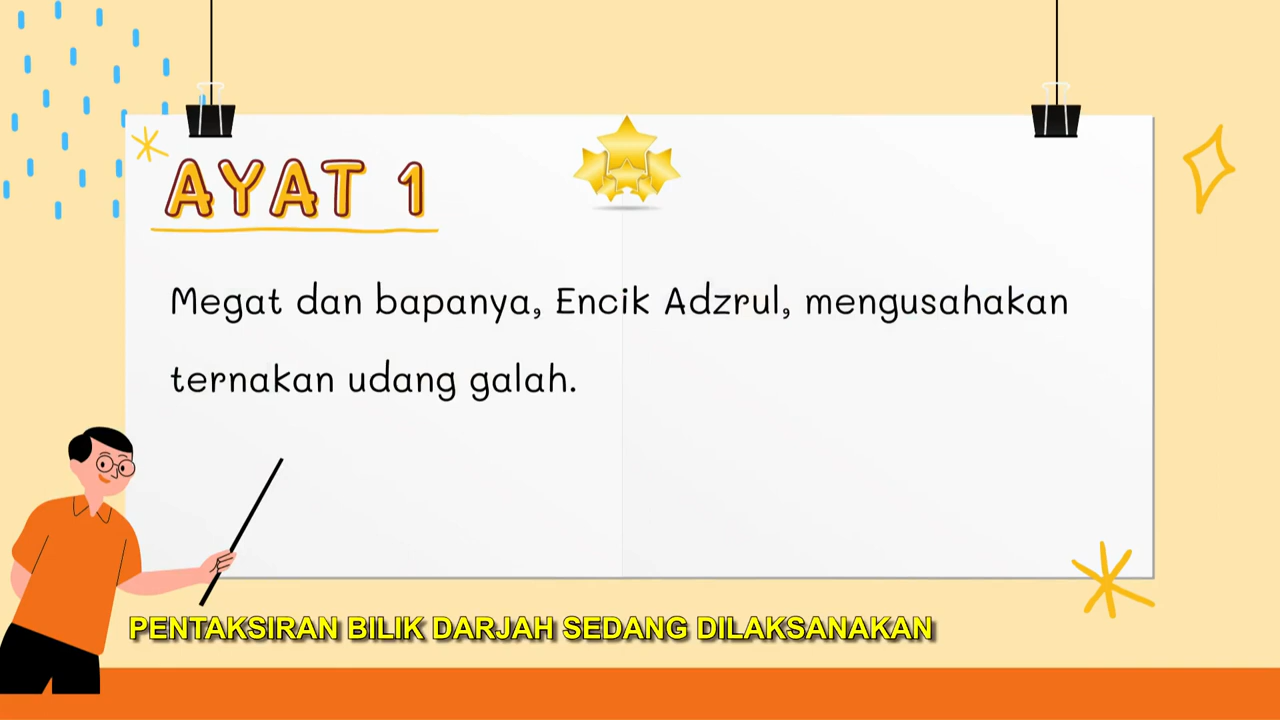 AYAT 1
Megat dan bapanya, Encik Adzrul, mengusahakan
ternakan udang galah.
PENTAKSIRAN BILIK DARJAH SEDANG DILAKSANAKAN